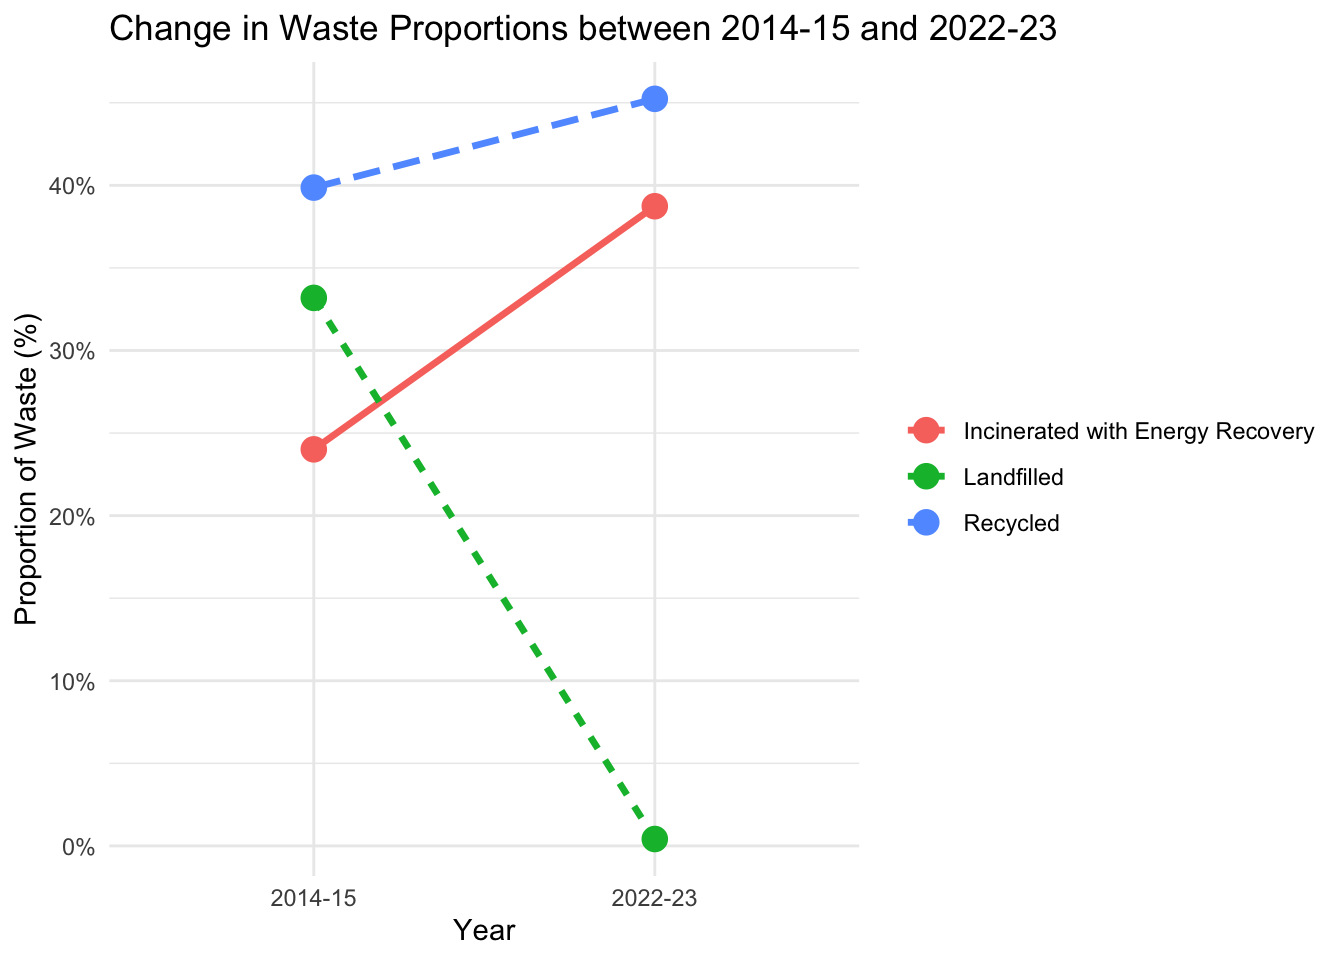 Change in Waste Proportions between 2014-15 and 2022-23
Proportion of Waste (%)
40%
30%
20%
10%
0%
2014-15
2022-23
Year
Incinerated with Energy Recovery
Landfilled
Recycled